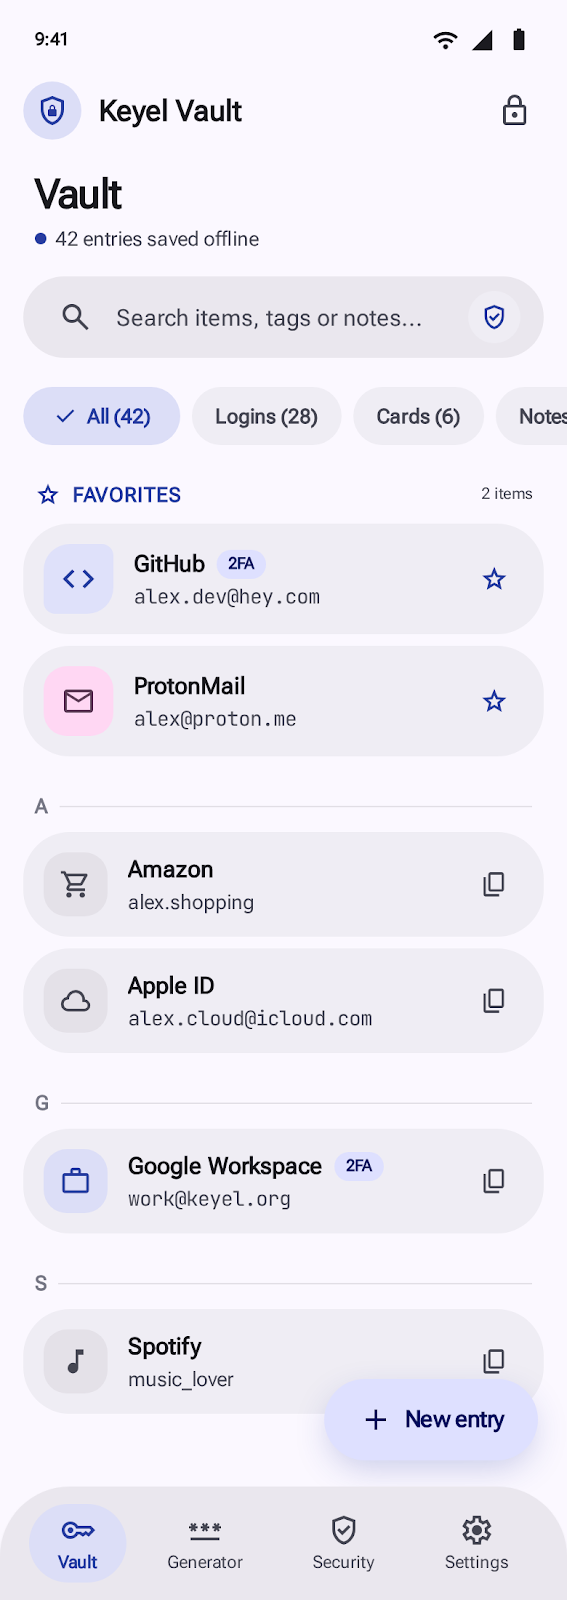 9:41
Keyel Vault
Vault
42 entries saved offline
Search items, tags or notes...
All (42)
Logins (28)
Cards (6)
Notes
FAVORITES
2 items
GitHub
2FA
alex.dev@hey.com
ProtonMail
alex@proton.me
A
Amazon
alex.shopping
Apple ID
alex.cloud@icloud.com
G
Google Workspace
2FA
work@keyel.org
S
Spotify
music_lover
New entry
Vault
Generator
Security
Settings